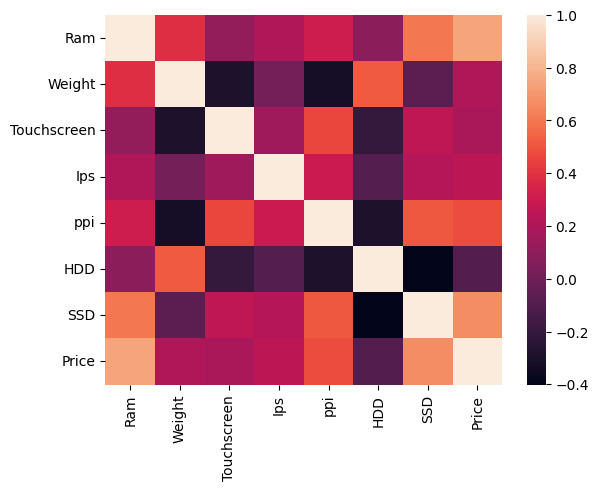 Ram
Weight
Touchscreen
Ips
ppi
HDD
SSD
Price
Ram
Weight
Touchscreen
Ips
ppi
HDD
SSD
Price
1.0
0.8
0.6
0.4
0.2
0.0
−0.2
−0.4